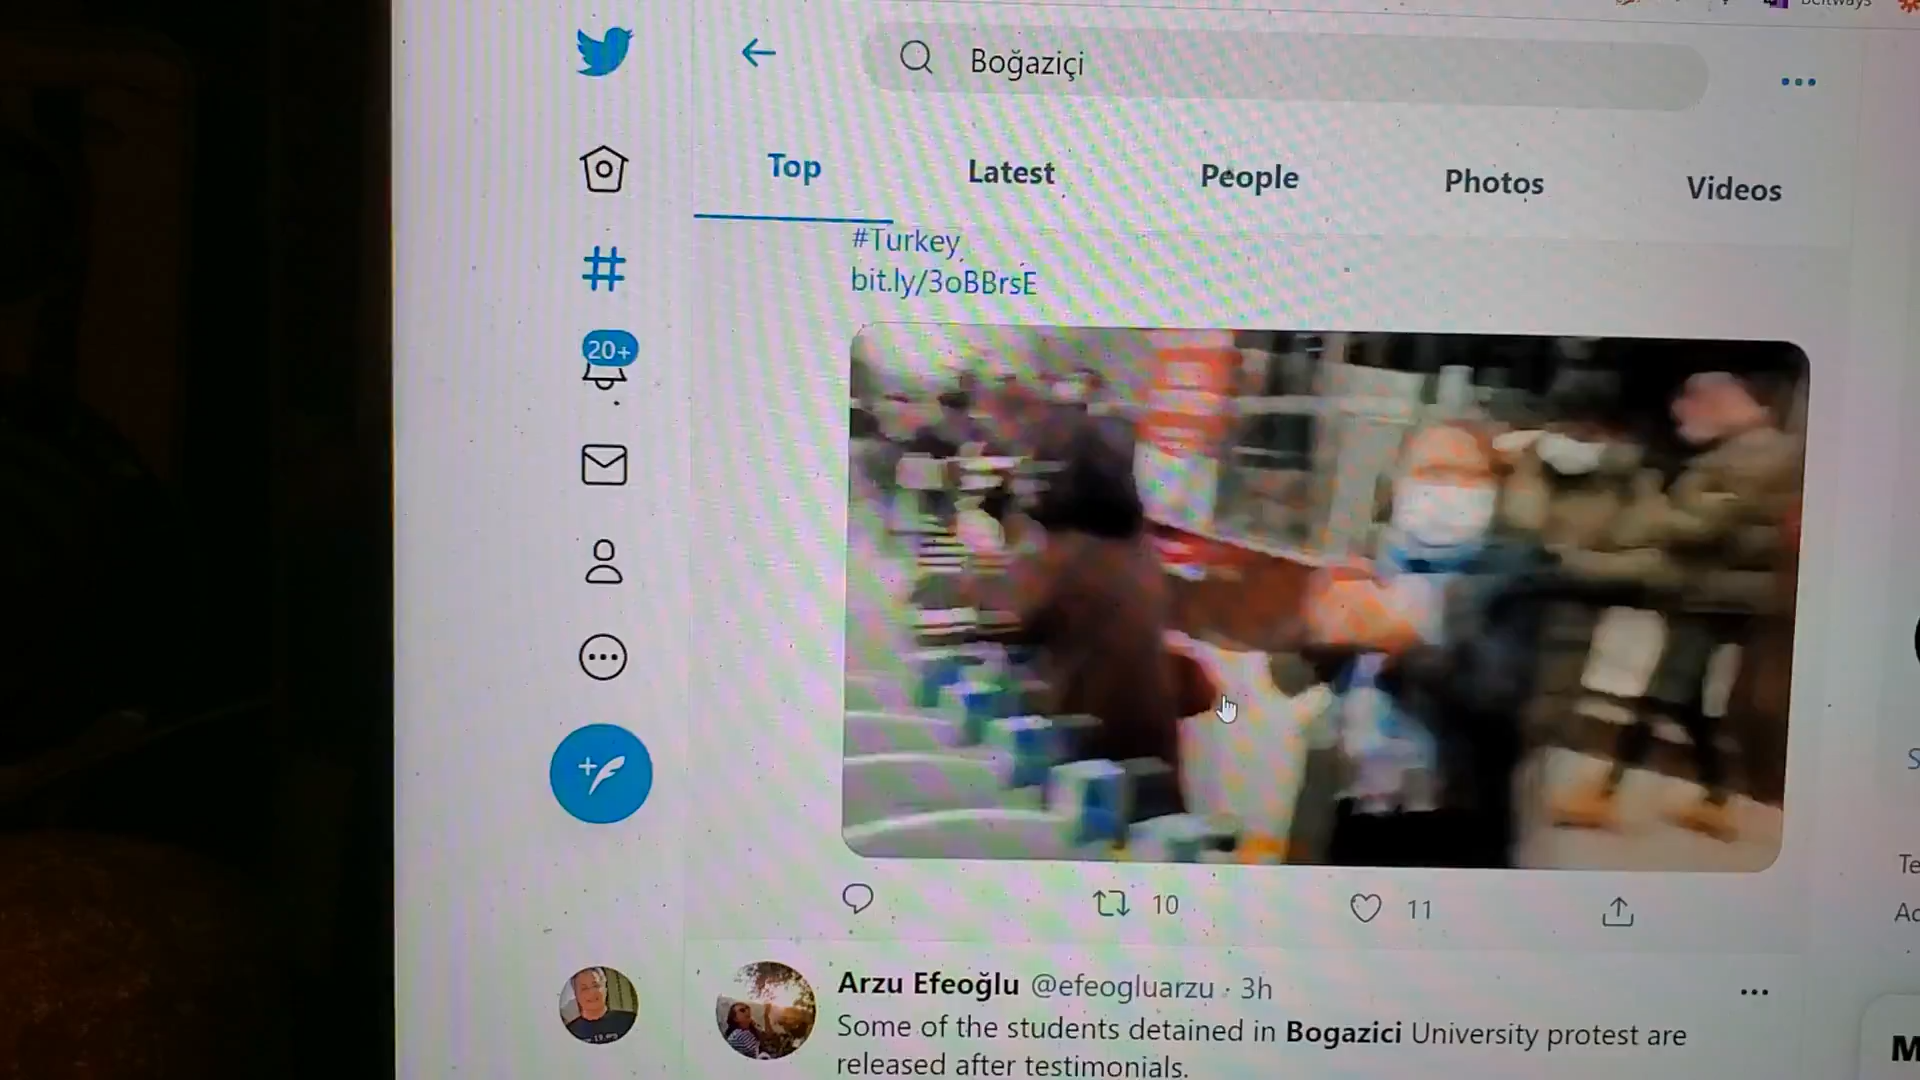 Boğaziçi
Top
Latest
People
Photos
Videos
#Turkey
bit.ly/3oBBrsE
20+
10
11
Arzu Efeoğlu @efeogluarzu · 3h
Some of the students detained in Bogazici University protest are
released after testimonials.